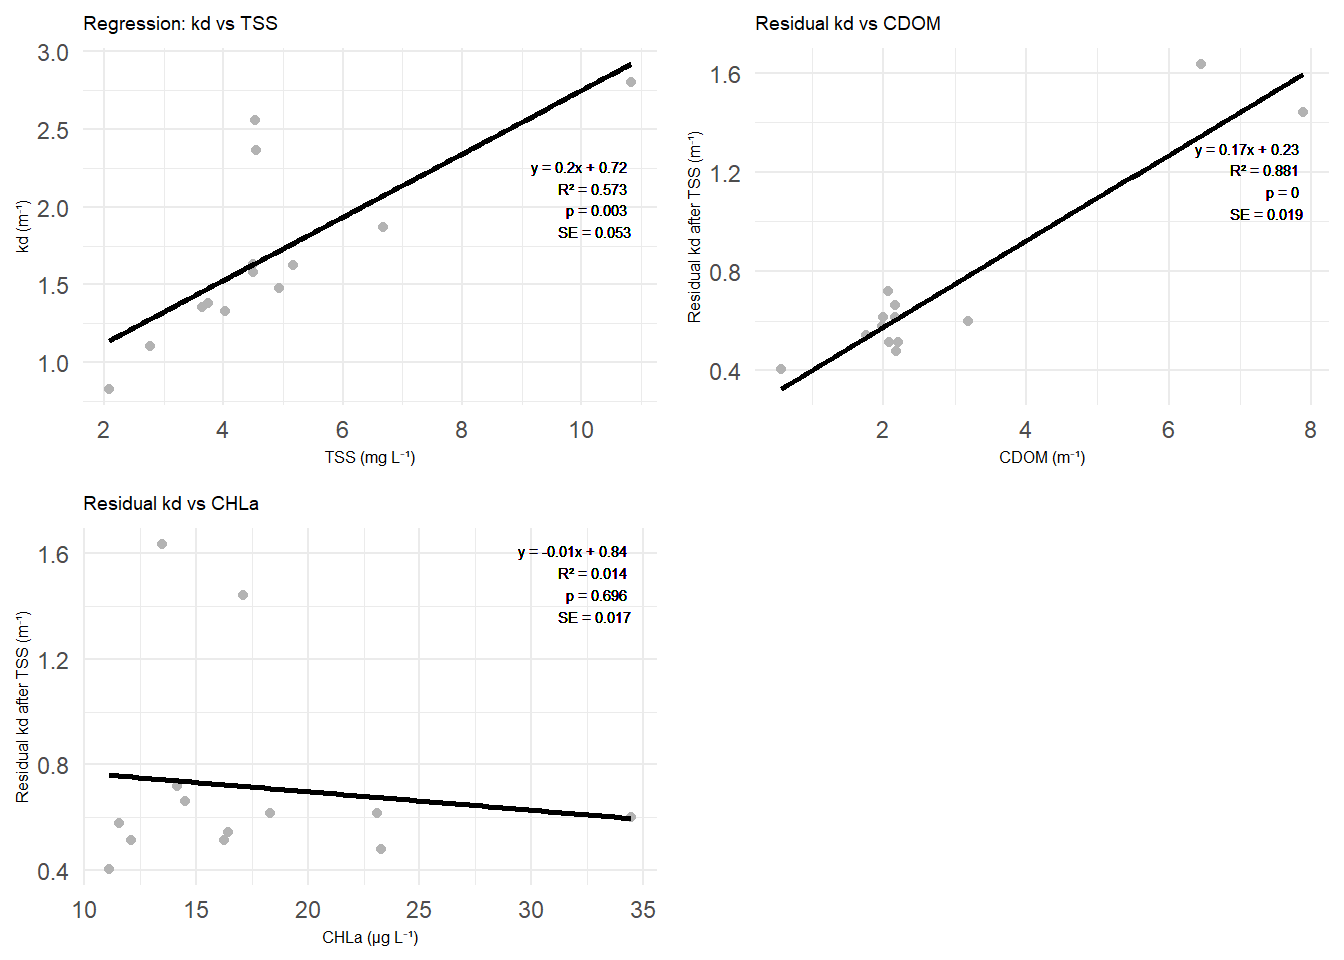 Regression: kd vs TSS
3.0
2.5
2.0
1.5
1.0
kd (m⁻¹)
y = 0.2x + 0.72
R² = 0.573
p = 0.003
SE = 0.053
2 4 6 8 10
TSS (mg L⁻¹)
Residual kd vs CDOM
1.6
1.2
0.8
0.4
Residual kd after TSS (m⁻¹)
y = 0.17x + 0.23
R² = 0.881
p = 0
SE = 0.019
2 4 6 8
CDOM (m⁻¹)
Residual kd vs CHLa
1.6
1.2
0.8
0.4
Residual kd after TSS (m⁻¹)
y = -0.01x + 0.84
R² = 0.014
p = 0.696
SE = 0.017
10 15 20 25 30 35
CHLa (µg L⁻¹)